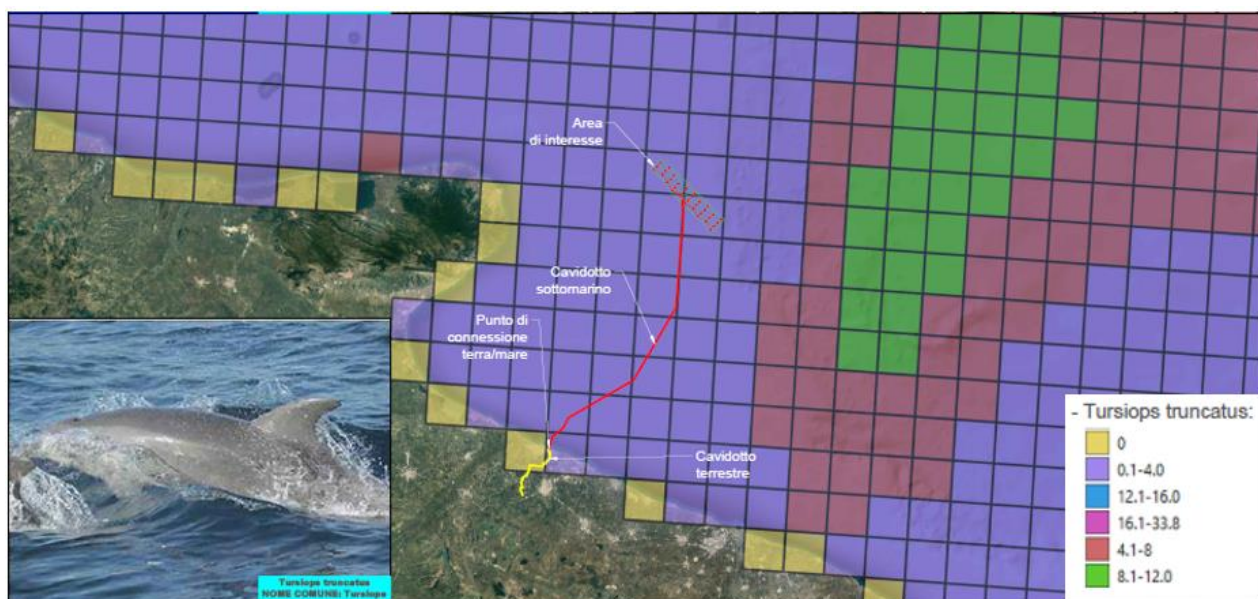 Area
di interesse
Cavidotto
sottomarino
Punto di
connessione
terra/mare
Cavidotto
terrestre
Tursiops truncatus
NOME COMUNE: Tursiope
- Tursiops truncatus:
0
0.1-4.0
12.1-16.0
16.1-33.8
4.1-8
8.1-12.0